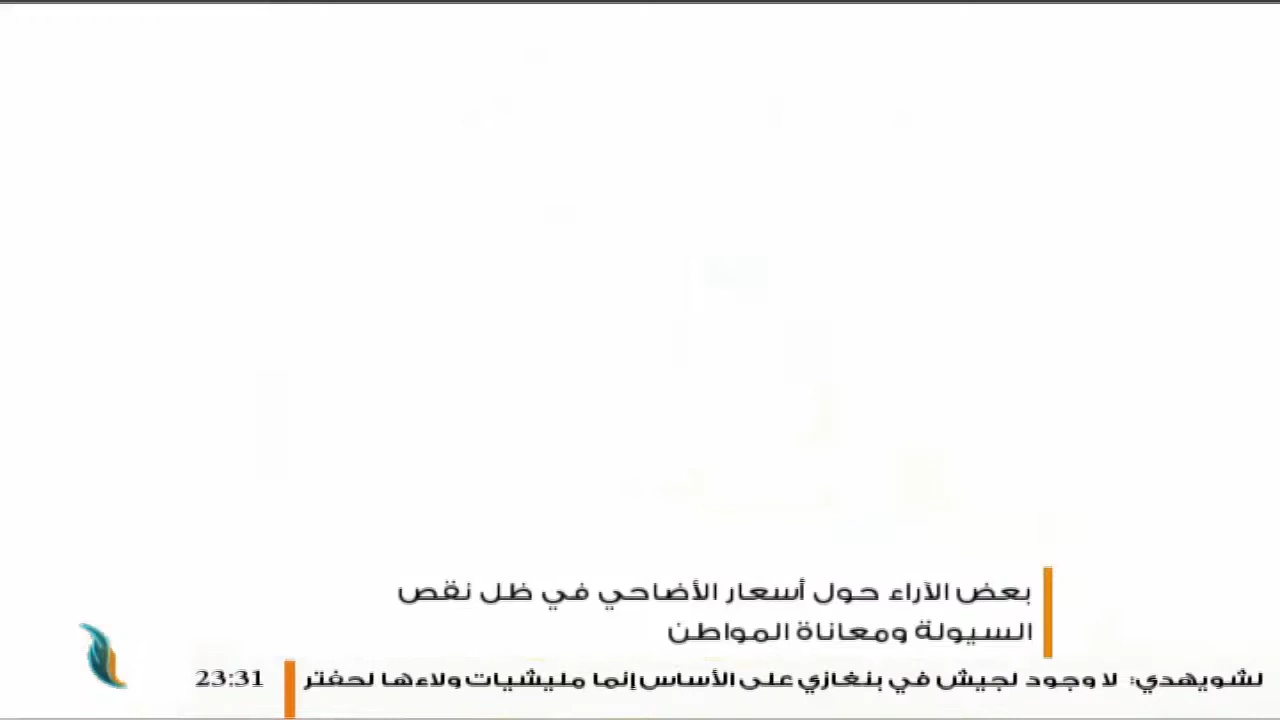 بعض الآراء حول أسعار الأضاحي في ظل نقص
السيولة ومعاناة المواطن
لشويهدي: لا وجود لجيش في بنغازي على الأساس إنما مليشيات ولاءها لحفتر
23:31